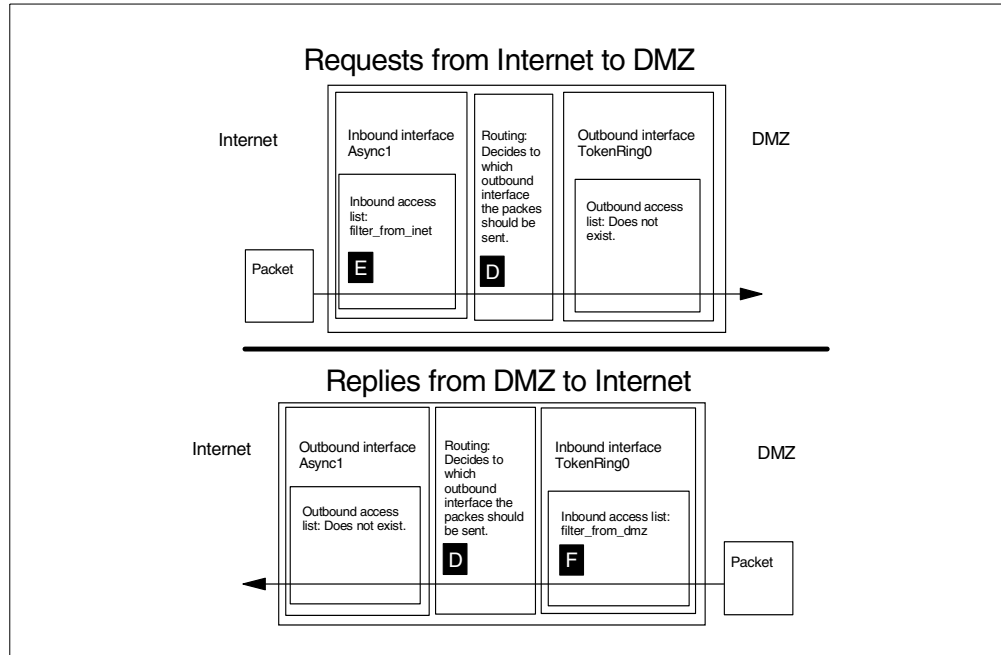 Requests from Internet to DMZ
Internet
Inbound interface
Async1
Inbound access
list:
filter_from_inet
E
Routing:
Decides to
which
outbound
interface
the packes
should be
sent.
D
Outbound interface
TokenRing0
Outbound access
list: Does not
exist.
DMZ
Packet
Replies from DMZ to Internet
Internet
Outbound interface
Async1
Outbound access
list: Does not exist.
Routing:
Decides to
which
outbound
interface the
packes should
be sent.
D
Inbound interface
TokenRing0
Inbound access list:
filter_from_dmz
F
DMZ
Packet